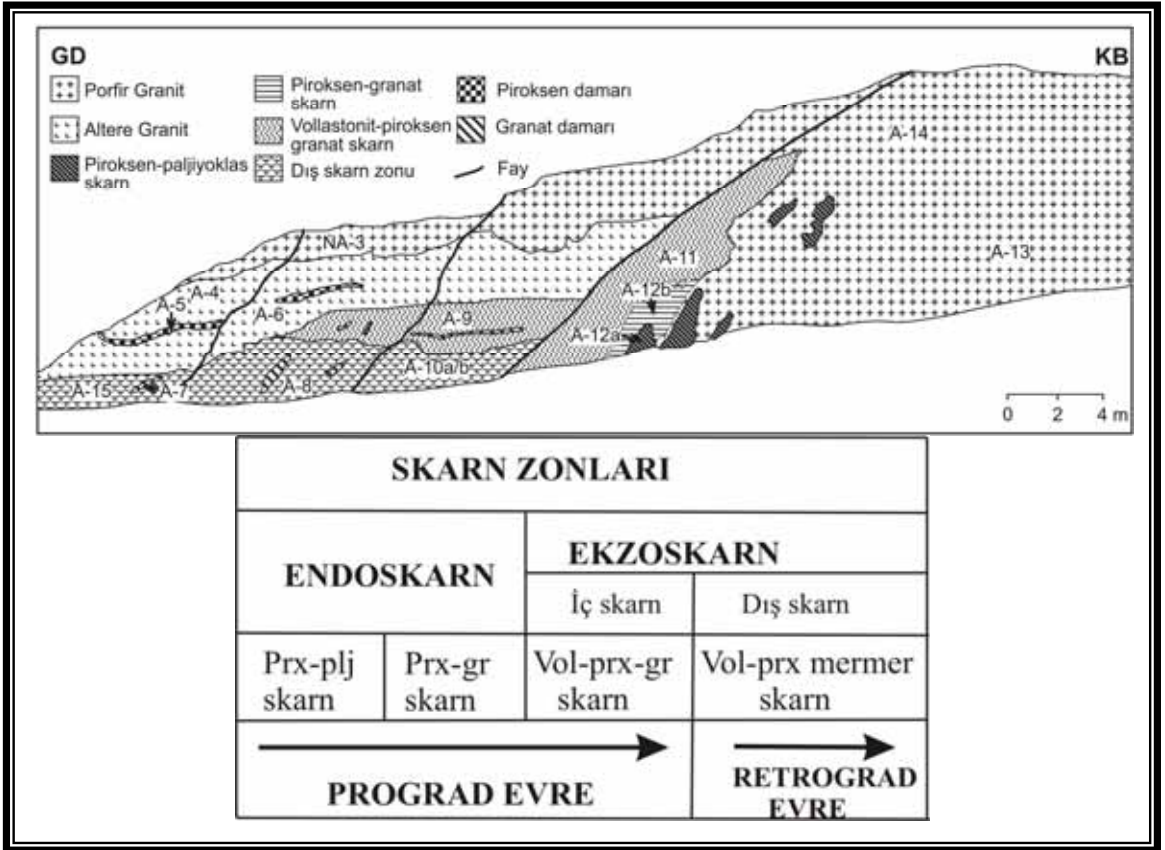 GD
KB
Porfir Granit
Altere Granit
Piroksen-paljiyoklas
skarn
Piroksen-granat
skarn
Vollastonit-piroksen
granat skarn
Dış skarn zonu
Piroksen damarı
Granat damarı
Fay
A-14
NA-3
A-11
A-13
A-4
A-5
A-6
A-12b
A-9
A-12a
A-10a/b
A-15
A-7
A-8
0 2 4 m
SKARN ZONLARI
ENDOSKARN
EKZOSKARN
İç skarn
Dış skarn
Prx-plj
skarn
Prx-gr
skarn
Vol-prx-gr
skarn
Vol-prx mermer
skarn
PROGRAD EVRE
RETROGRAD
EVRE